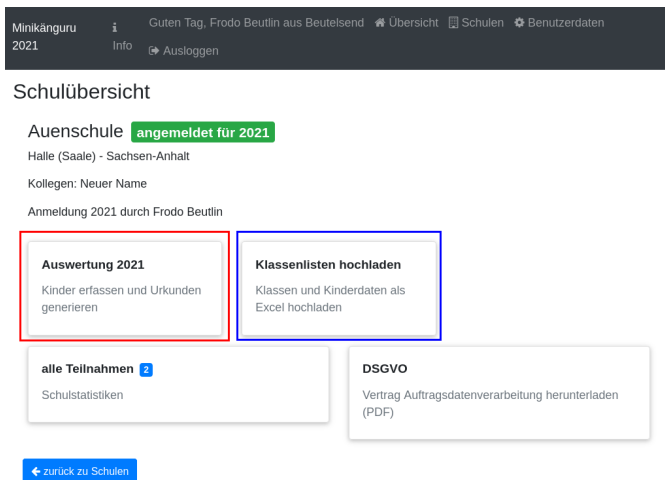 Minikänguru 2021
Info
Guten Tag, Frodo Beutlin aus Beutelsend Übersicht Schulen Benutzerdaten
Ausloggen
Schulübersicht
Auenschule angemeldet für 2021
Halle (Saale) - Sachsen-Anhalt
Kollegen: Neuer Name
Anmeldung 2021 durch Frodo Beutlin
Auswertung 2021
Kinder erfassen und Urkunden
generieren
Klassenlisten hochladen
Klassen und Kinderdaten als
Excel hochladen
alle Teilnahmen 2
Schulstatistiken
DSGVO
Vertrag Auftragsdatenverarbeitung herunterladen
(PDF)
zurück zu Schulen